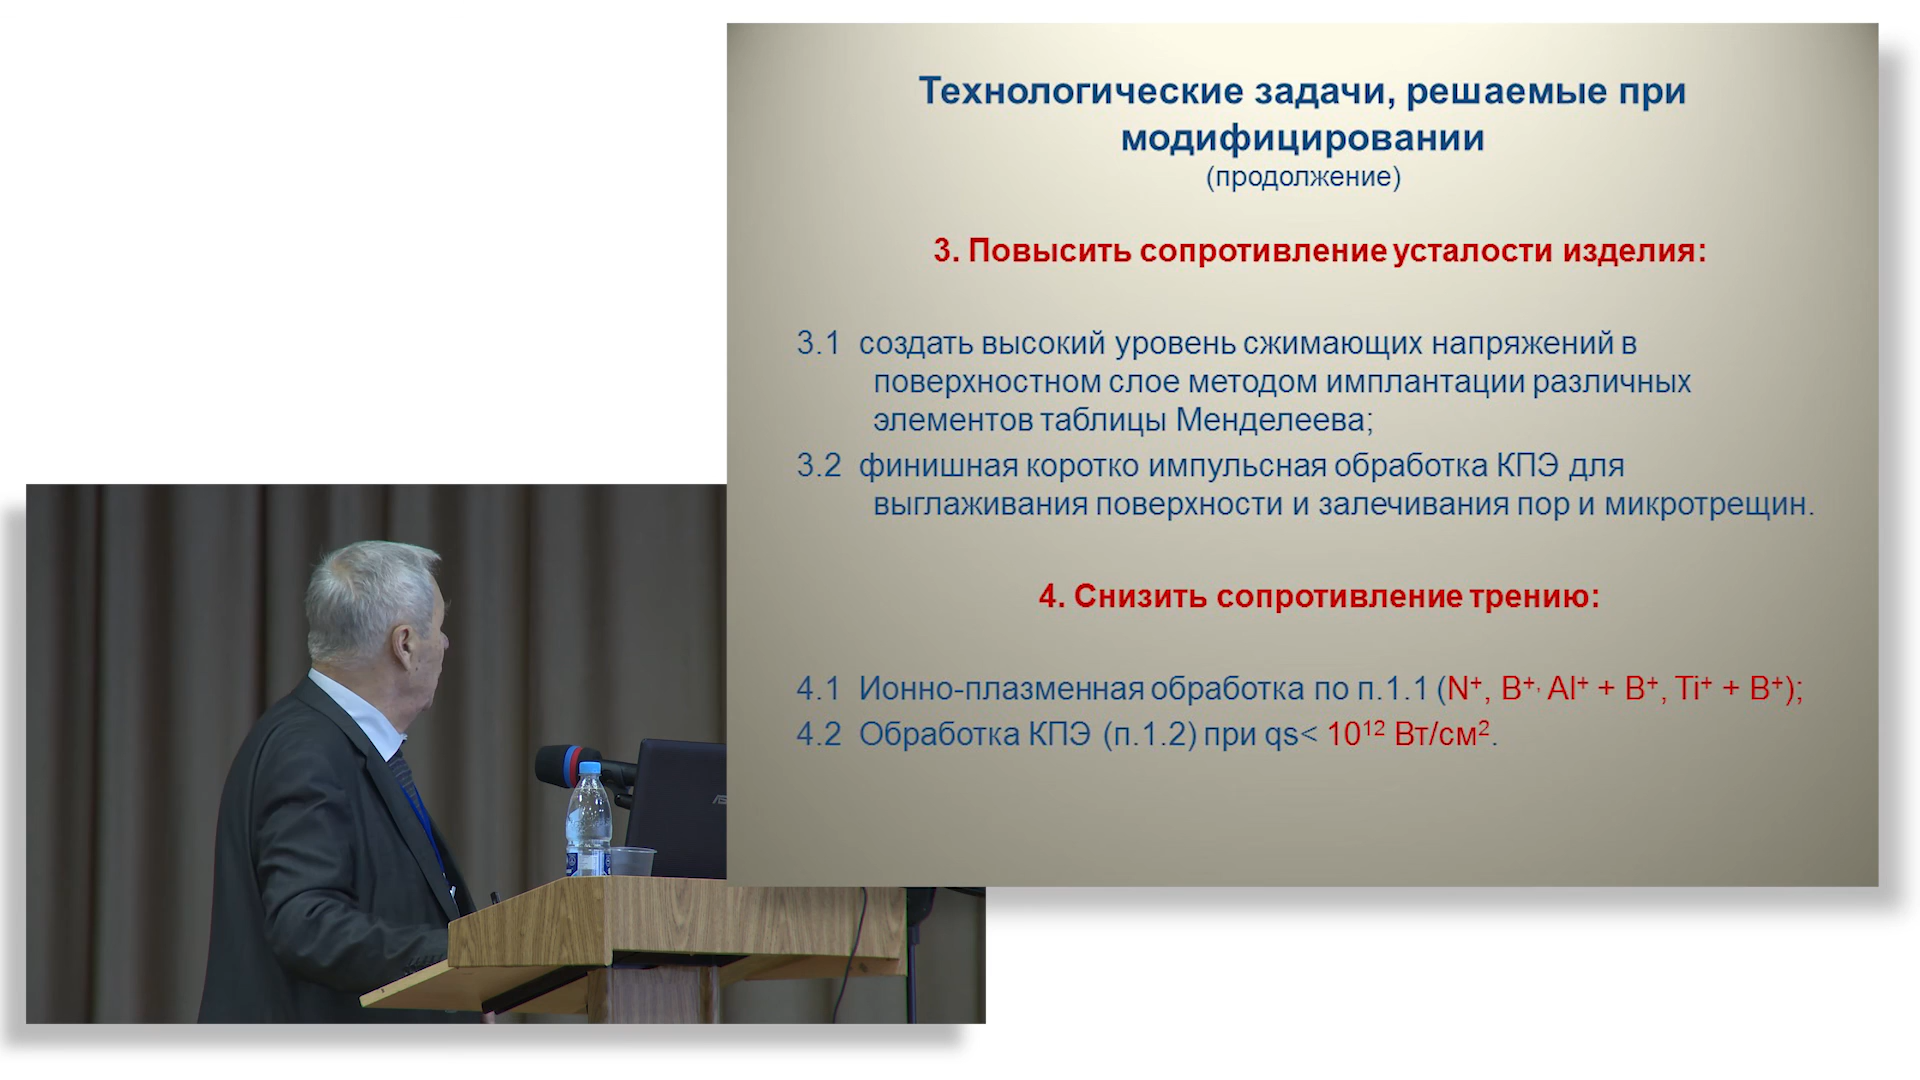 Технологические задачи, решаемые при
модифицировании
(продолжение)
3. Повысить сопротивление усталости изделия:
3.1 создать высокий уровень сжимающих напряжений в
поверхностном слое методом имплантации различных
элементов таблицы Менделеева;
3.2 финишная коротко импульсная обработка КПЭ для
выглаживания поверхности и залечивания пор и микротрещин.
4. Снизить сопротивление трению:
4.1 Ионно-плазменная обработка по п.1.1 (N⁺, B⁺, Al⁺ + B⁺, Ti⁺ + B⁺);
4.2 Обработка КПЭ (п.1.2) при qs< 10¹² Вт/см².